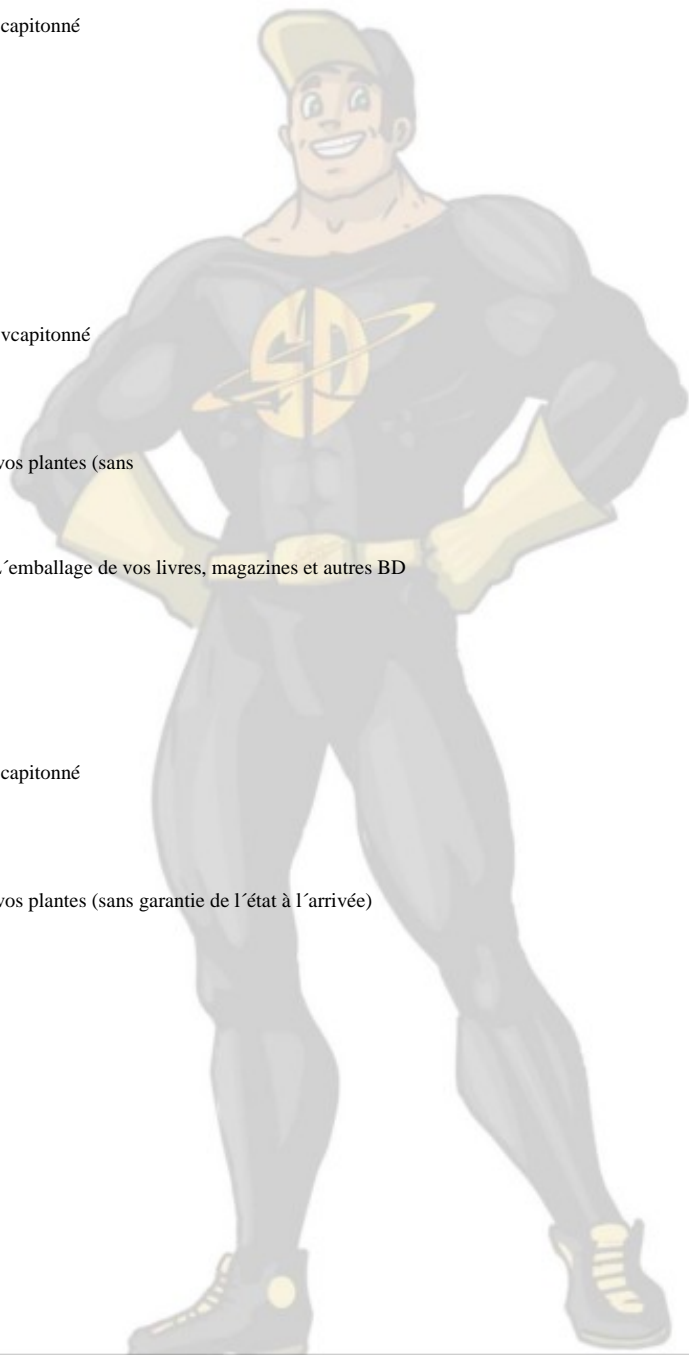 capitonné
SD
vcapitonné
vos plantes (sans
´emballage de vos livres, magazines et autres BD
capitonné
vos plantes (sans garantie de l´état à l´arrivée)